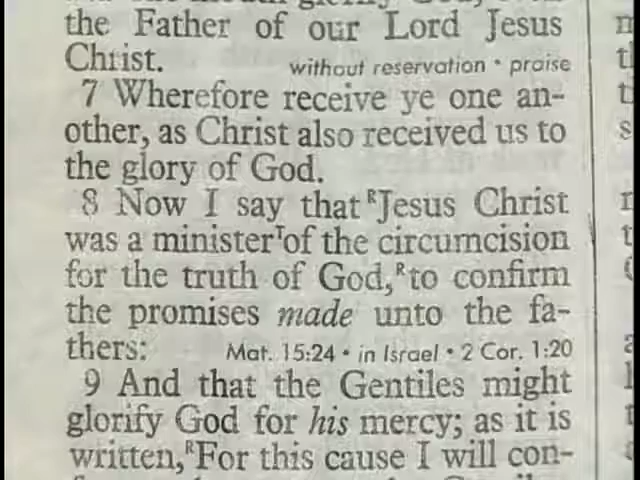 the Father of our Lord Jesus
Christ. without reservation • praise
7 Wherefore receive ye one an-
other, as Christ also received us to
the glory of God.
8 Now I say that ᴿJesus Christ
was a ministerᵀof the circumcision
for the truth of God,ᴿto confirm
the promises made unto the fa-
thers: Mat. 15:24 • in Israel • 2 Cor. 1:20
9 And that the Gentiles might
glorify God for his mercy; as it is
written,ᴿFor this cause I will con-